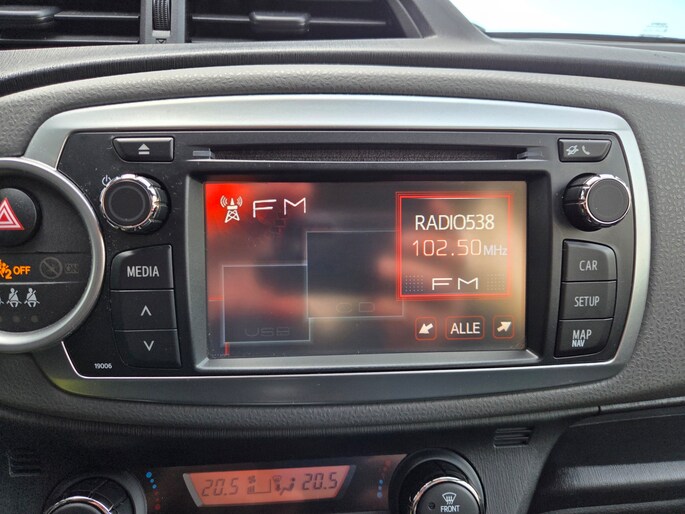 FM
RADIO538
102.50MHz
FM
USB
ALLE
MEDIA
CAR
SETUP
MAP
NAV
2 OFF
19006
20.5
20.5
FRONT